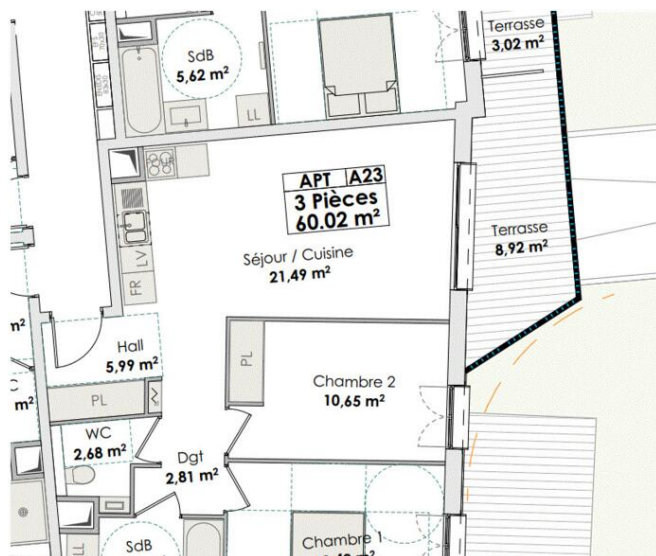 Terrasse
3,02 m²
SdB
5,62 m²
LL
APT A23
3 Pièces
60.02 m²
Terrasse
8,92 m²
Séjour / Cuisine
21,49 m²
LV
FR
Hall
5,99 m²
m²
PL
Chambre 2
10,65 m²
C
m²
PL
WC
2,68 m²
Dgt
2,81 m²
LL
SdB
Chambre 1